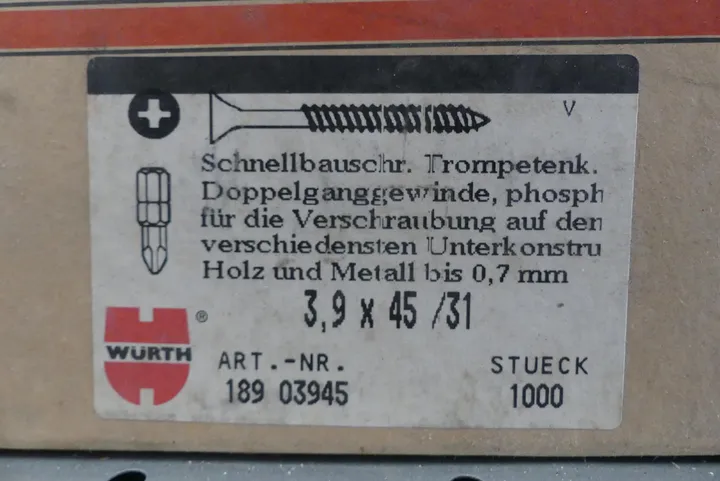 V
Schnellbauschr. Trompetenk.
Doppelganggewinde, phosph
für die Verschraubung auf den
verschiedensten Unterkonstru
Holz und Metall bis 0,7 mm
3,9 x 45 /31
WÜRTH ®
ART.-NR. STUECK
189 03945 1000